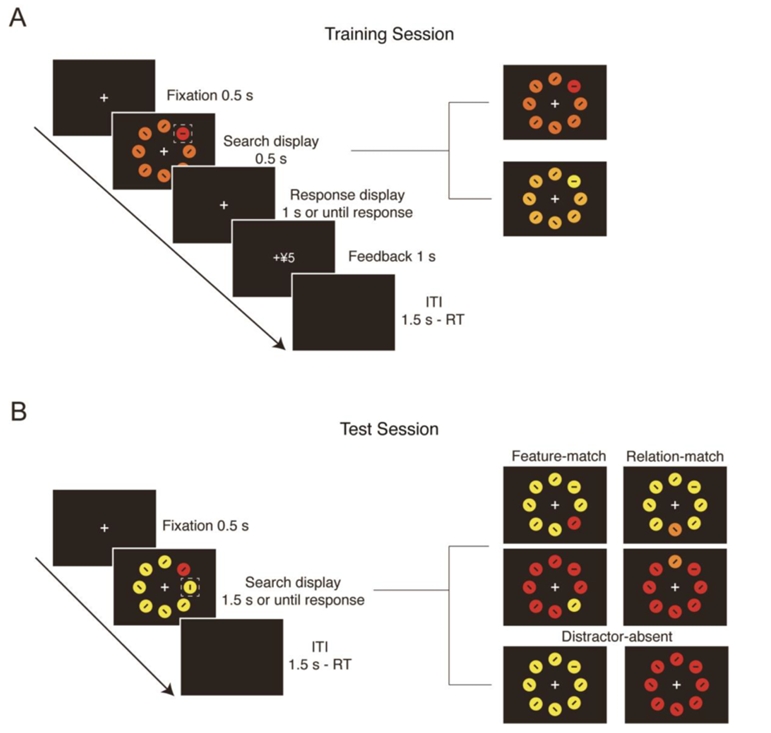 A
Training Session
Fixation 0.5 s
Search display
0.5 s
Response display
1 s or until response
+¥5
Feedback 1 s
ITI
1.5 s - RT
B
Test Session
Feature-match
Relation-match
Fixation 0.5 s
Search display
1.5 s or until response
Distractor-absent
ITI
1.5 s - RT